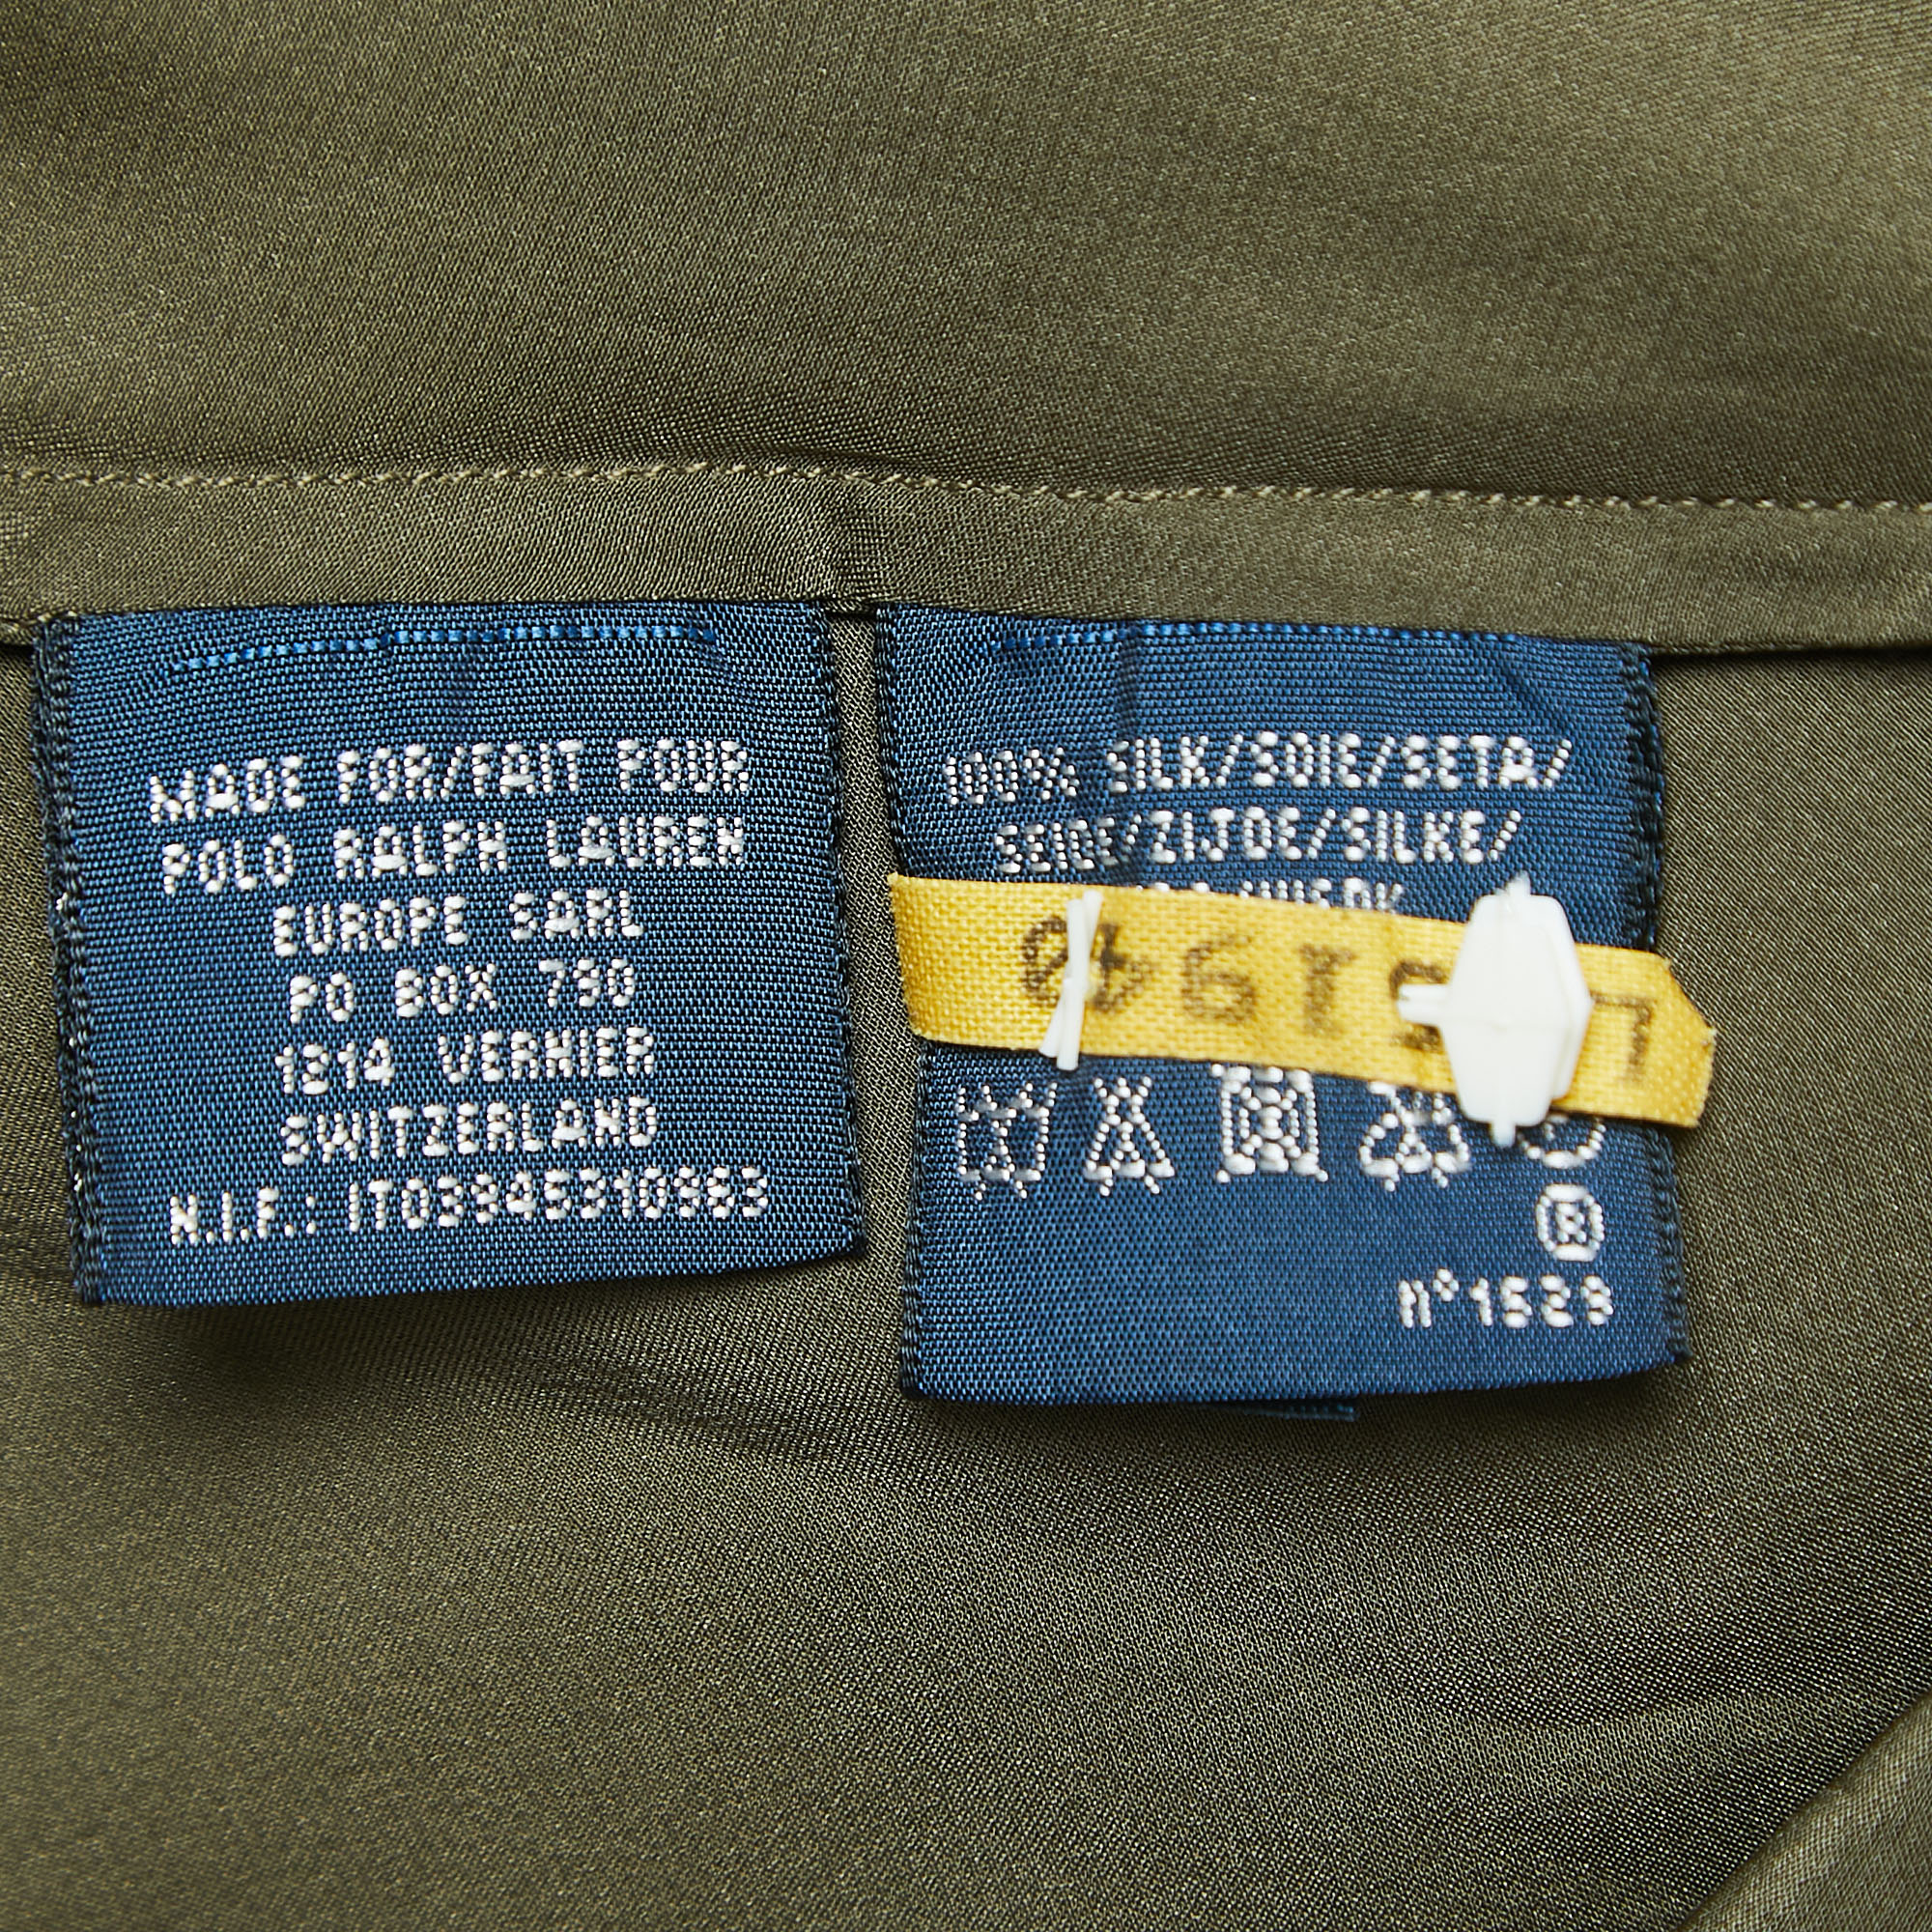 MADE FOR/FAIT POUR
POLO RALPH LAUREN
EUROPE SARL
PO BOX 790
1214 VERNIER
SWITZERLAND
N.I.F.: IT03945310963
100% SILK/SOIE/SETA/
SEIDE/ZIJDE/SILKE/
®
n°1529